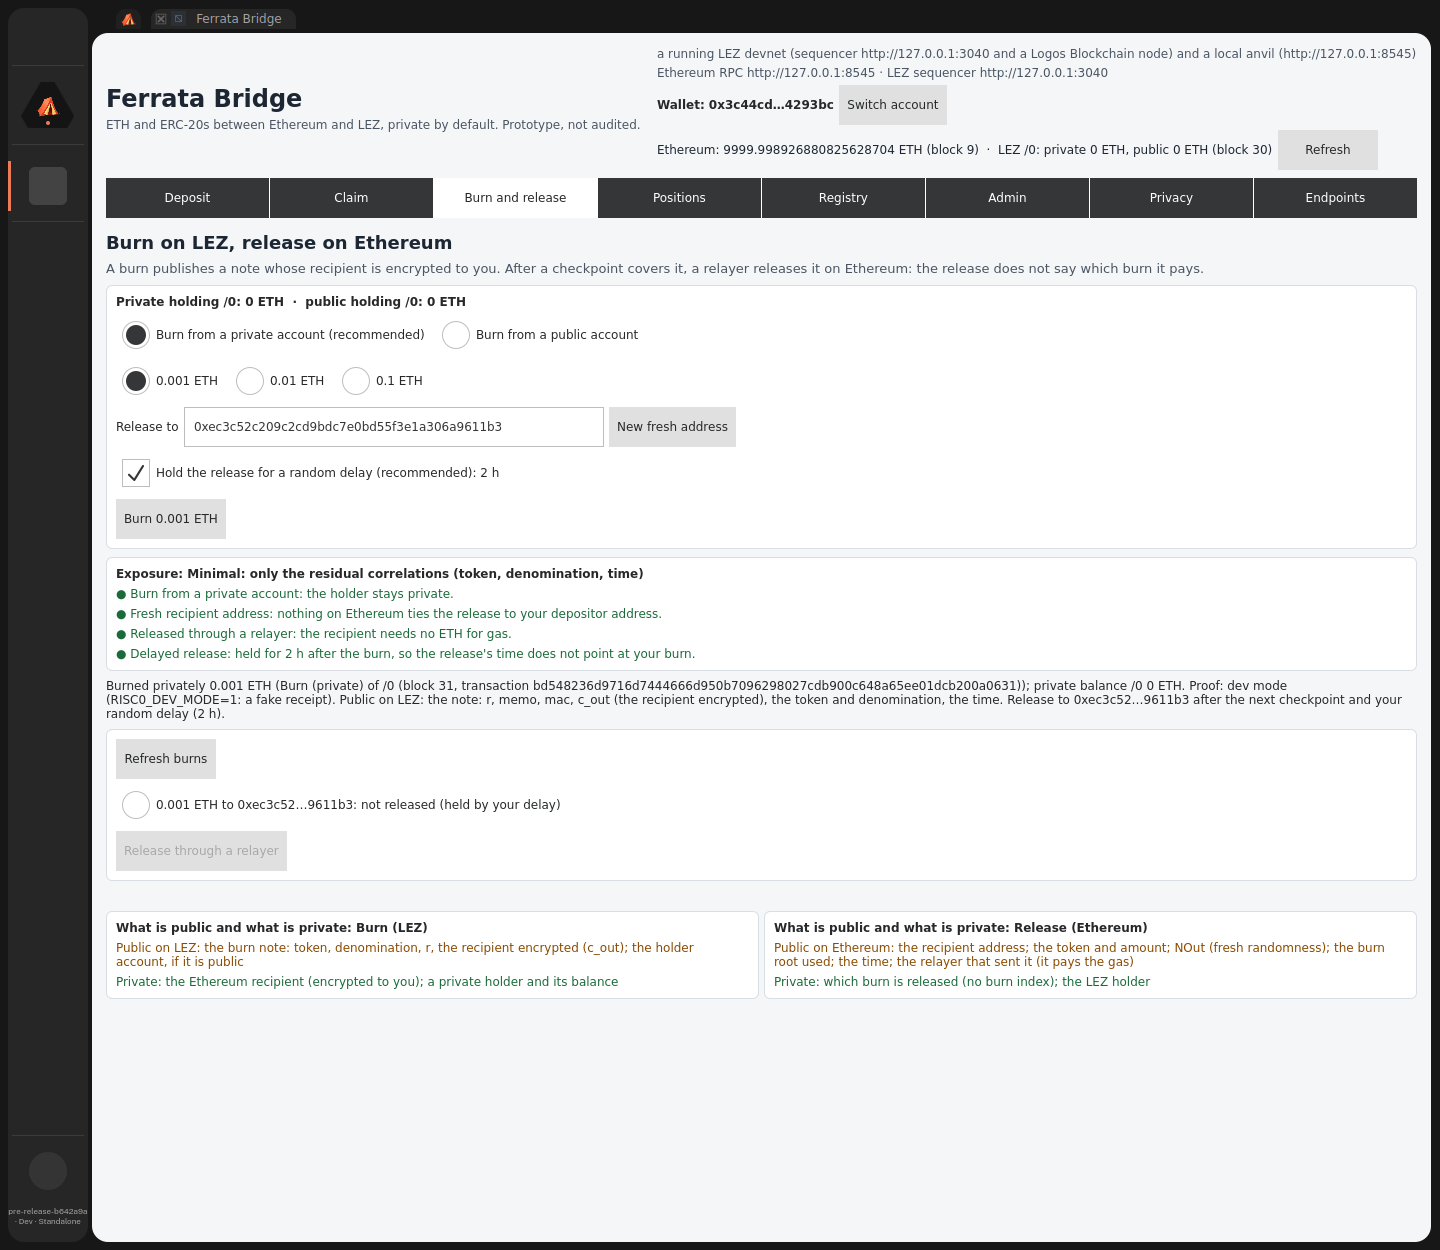 Ferrata Bridge
a running LEZ devnet (sequencer http://127.0.0.1:3040 and a Logos Blockchain node) and a local anvil (http://127.0.0.1:8545)
Ethereum RPC http://127.0.0.1:8545 · LEZ sequencer http://127.0.0.1:3040
Ferrata Bridge
ETH and ERC-20s between Ethereum and LEZ, private by default. Prototype, not audited.
Wallet: 0x3c44cd…4293bc Switch account
Ethereum: 9999.998926880825628704 ETH (block 9) · LEZ /0: private 0 ETH, public 0 ETH (block 30) Refresh
Deposit Claim Burn and release Positions Registry Admin Privacy Endpoints
Burn on LEZ, release on Ethereum
A burn publishes a note whose recipient is encrypted to you. After a checkpoint covers it, a relayer releases it on Ethereum: the release does not say which burn it pays.
Private holding /0: 0 ETH · public holding /0: 0 ETH
Burn from a private account (recommended) Burn from a public account
0.001 ETH 0.01 ETH 0.1 ETH
Release to 0xec3c52c209c2cd9bdc7e0bd55f3e1a306a9611b3 New fresh address
Hold the release for a random delay (recommended): 2 h
Burn 0.001 ETH
Exposure: Minimal: only the residual correlations (token, denomination, time)
● Burn from a private account: the holder stays private.
● Fresh recipient address: nothing on Ethereum ties the release to your depositor address.
● Released through a relayer: the recipient needs no ETH for gas.
● Delayed release: held for 2 h after the burn, so the release's time does not point at your burn.
Burned privately 0.001 ETH (Burn (private) of /0 (block 31, transaction bd548236d9716d7444666d950b7096298027cdb900c648a65ee01dcb200a0631)); private balance /0 0 ETH. Proof: dev mode
(RISC0_DEV_MODE=1: a fake receipt). Public on LEZ: the note: r, memo, mac, c_out (the recipient encrypted), the token and denomination, the time. Release to 0xec3c52…9611b3 after the next checkpoint and your
random delay (2 h).
Refresh burns
0.001 ETH to 0xec3c52…9611b3: not released (held by your delay)
Release through a relayer
What is public and what is private: Burn (LEZ)
Public on LEZ: the burn note: token, denomination, r, the recipient encrypted (c_out); the holder
account, if it is public
Private: the Ethereum recipient (encrypted to you); a private holder and its balance
What is public and what is private: Release (Ethereum)
Public on Ethereum: the recipient address; the token and amount; NOut (fresh randomness); the burn
root used; the time; the relayer that sent it (it pays the gas)
Private: which burn is released (no burn index); the LEZ holder
pre-release-b642a9a
· Dev · Standalone